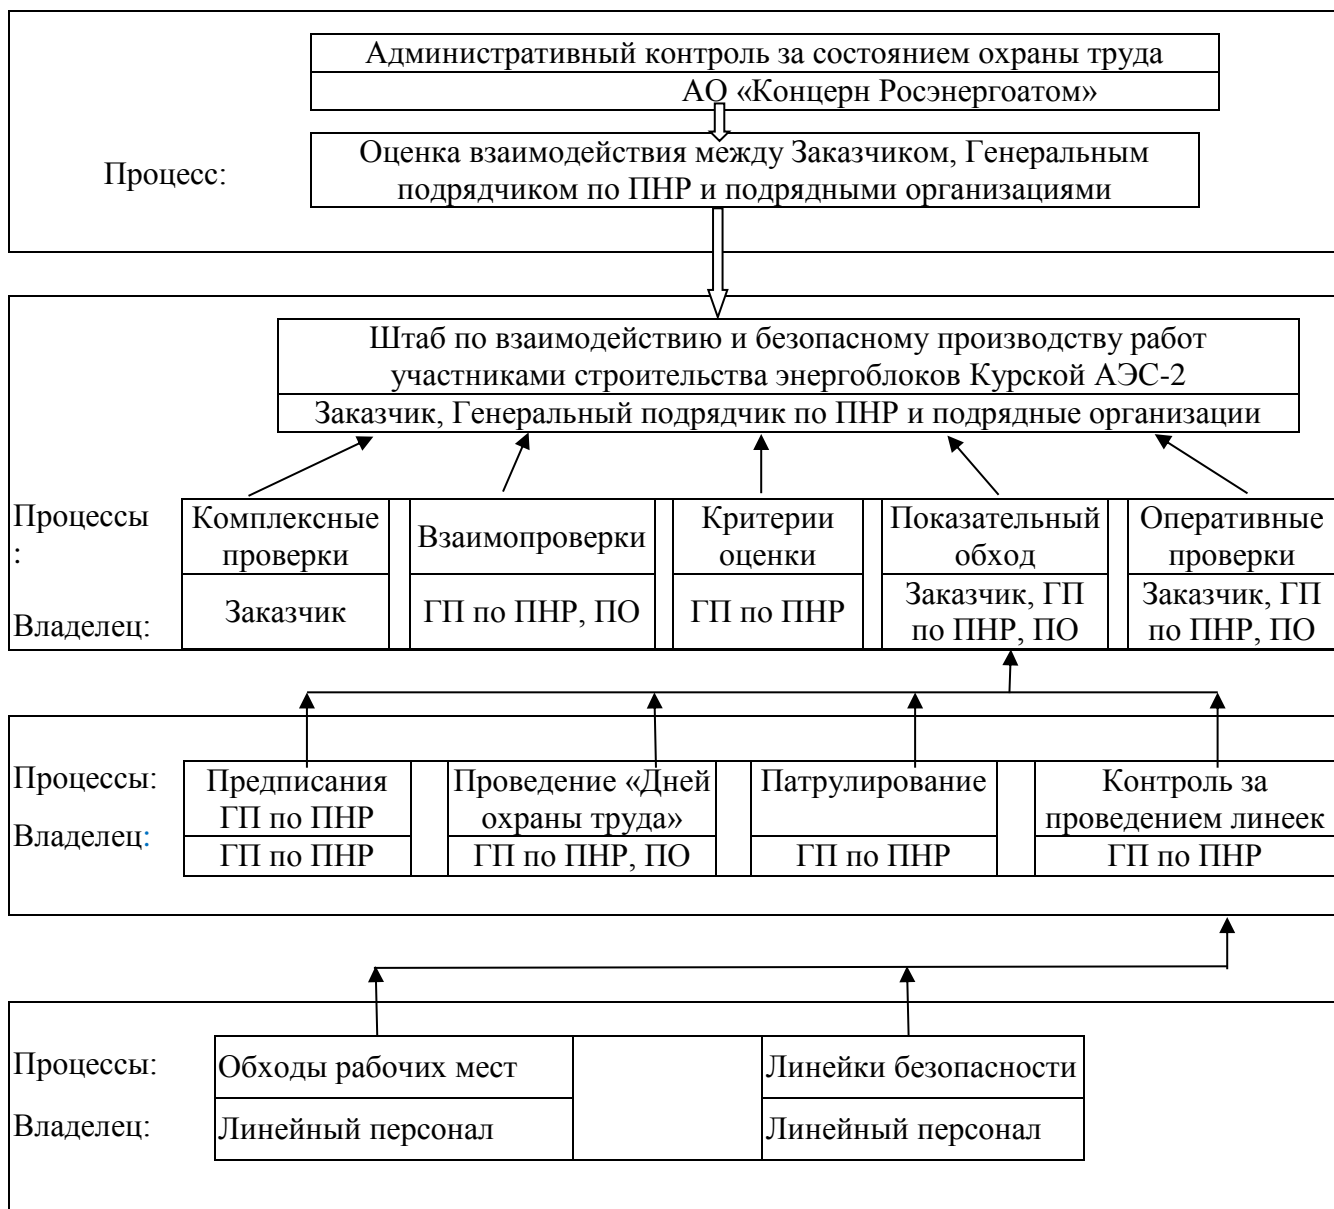 Административный контроль за состоянием охраны труда
АО «Концерн Росэнергоатом»
Процесс:
Оценка взаимодействия между Заказчиком, Генеральным
подрядчиком по ПНР и подрядными организациями
Штаб по взаимодействию и безопасному производству работ
участниками строительства энергоблоков Курской АЭС-2
Заказчик, Генеральный подрядчик по ПНР и подрядные организации
Процессы
:
Комплексные
проверки
Взаимопроверки
Критерии
оценки
Показательный
обход
Оперативные
проверки
Владелец:
Заказчик
ГП по ПНР, ПО
ГП по ПНР
Заказчик, ГП
по ПНР, ПО
Заказчик, ГП
по ПНР, ПО
Процессы:
Предписания
ГП по ПНР
Проведение «Дней
охраны труда»
Патрулирование
Контроль за
проведением линеек
Владелец:
ГП по ПНР
ГП по ПНР, ПО
ГП по ПНР
ГП по ПНР
Процессы:
Обходы рабочих мест
Линейки безопасности
Владелец:
Линейный персонал
Линейный персонал